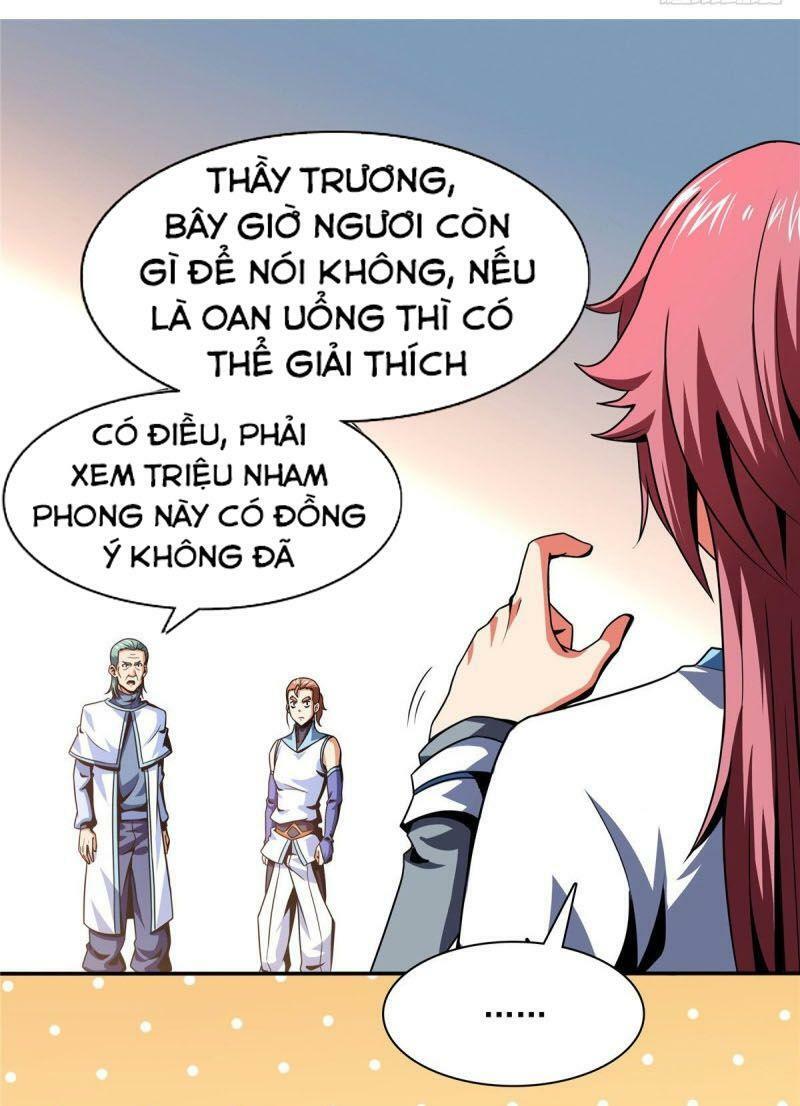 THẦY TRƯƠNG,
BÂY GIỜ NGƯƠI CÒN
GÌ ĐỂ NÓI KHÔNG, NẾU
LÀ OAN UỔNG THÌ CÓ
THỂ GIẢI THÍCH
CÓ ĐIỀU, PHẢI
XEM TRIỆU NHAM
PHONG NÀY CÓ ĐỒNG
Ý KHÔNG ĐÃ
......